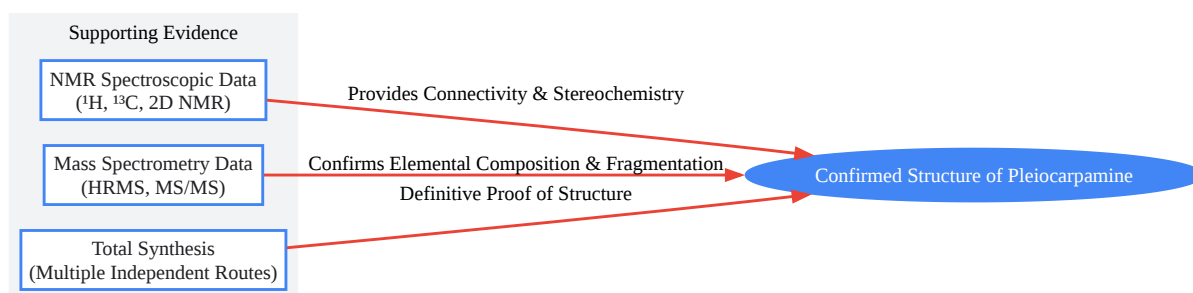 Supporting Evidence
NMR Spectroscopic Data
(¹H, ¹³C, 2D NMR)
Provides Connectivity & Stereochemistry
Mass Spectrometry Data
(HRMS, MS/MS)
Confirms Elemental Composition & Fragmentation
Confirmed Structure of Pleiocarpamine
Definitive Proof of Structure
Total Synthesis
(Multiple Independent Routes)